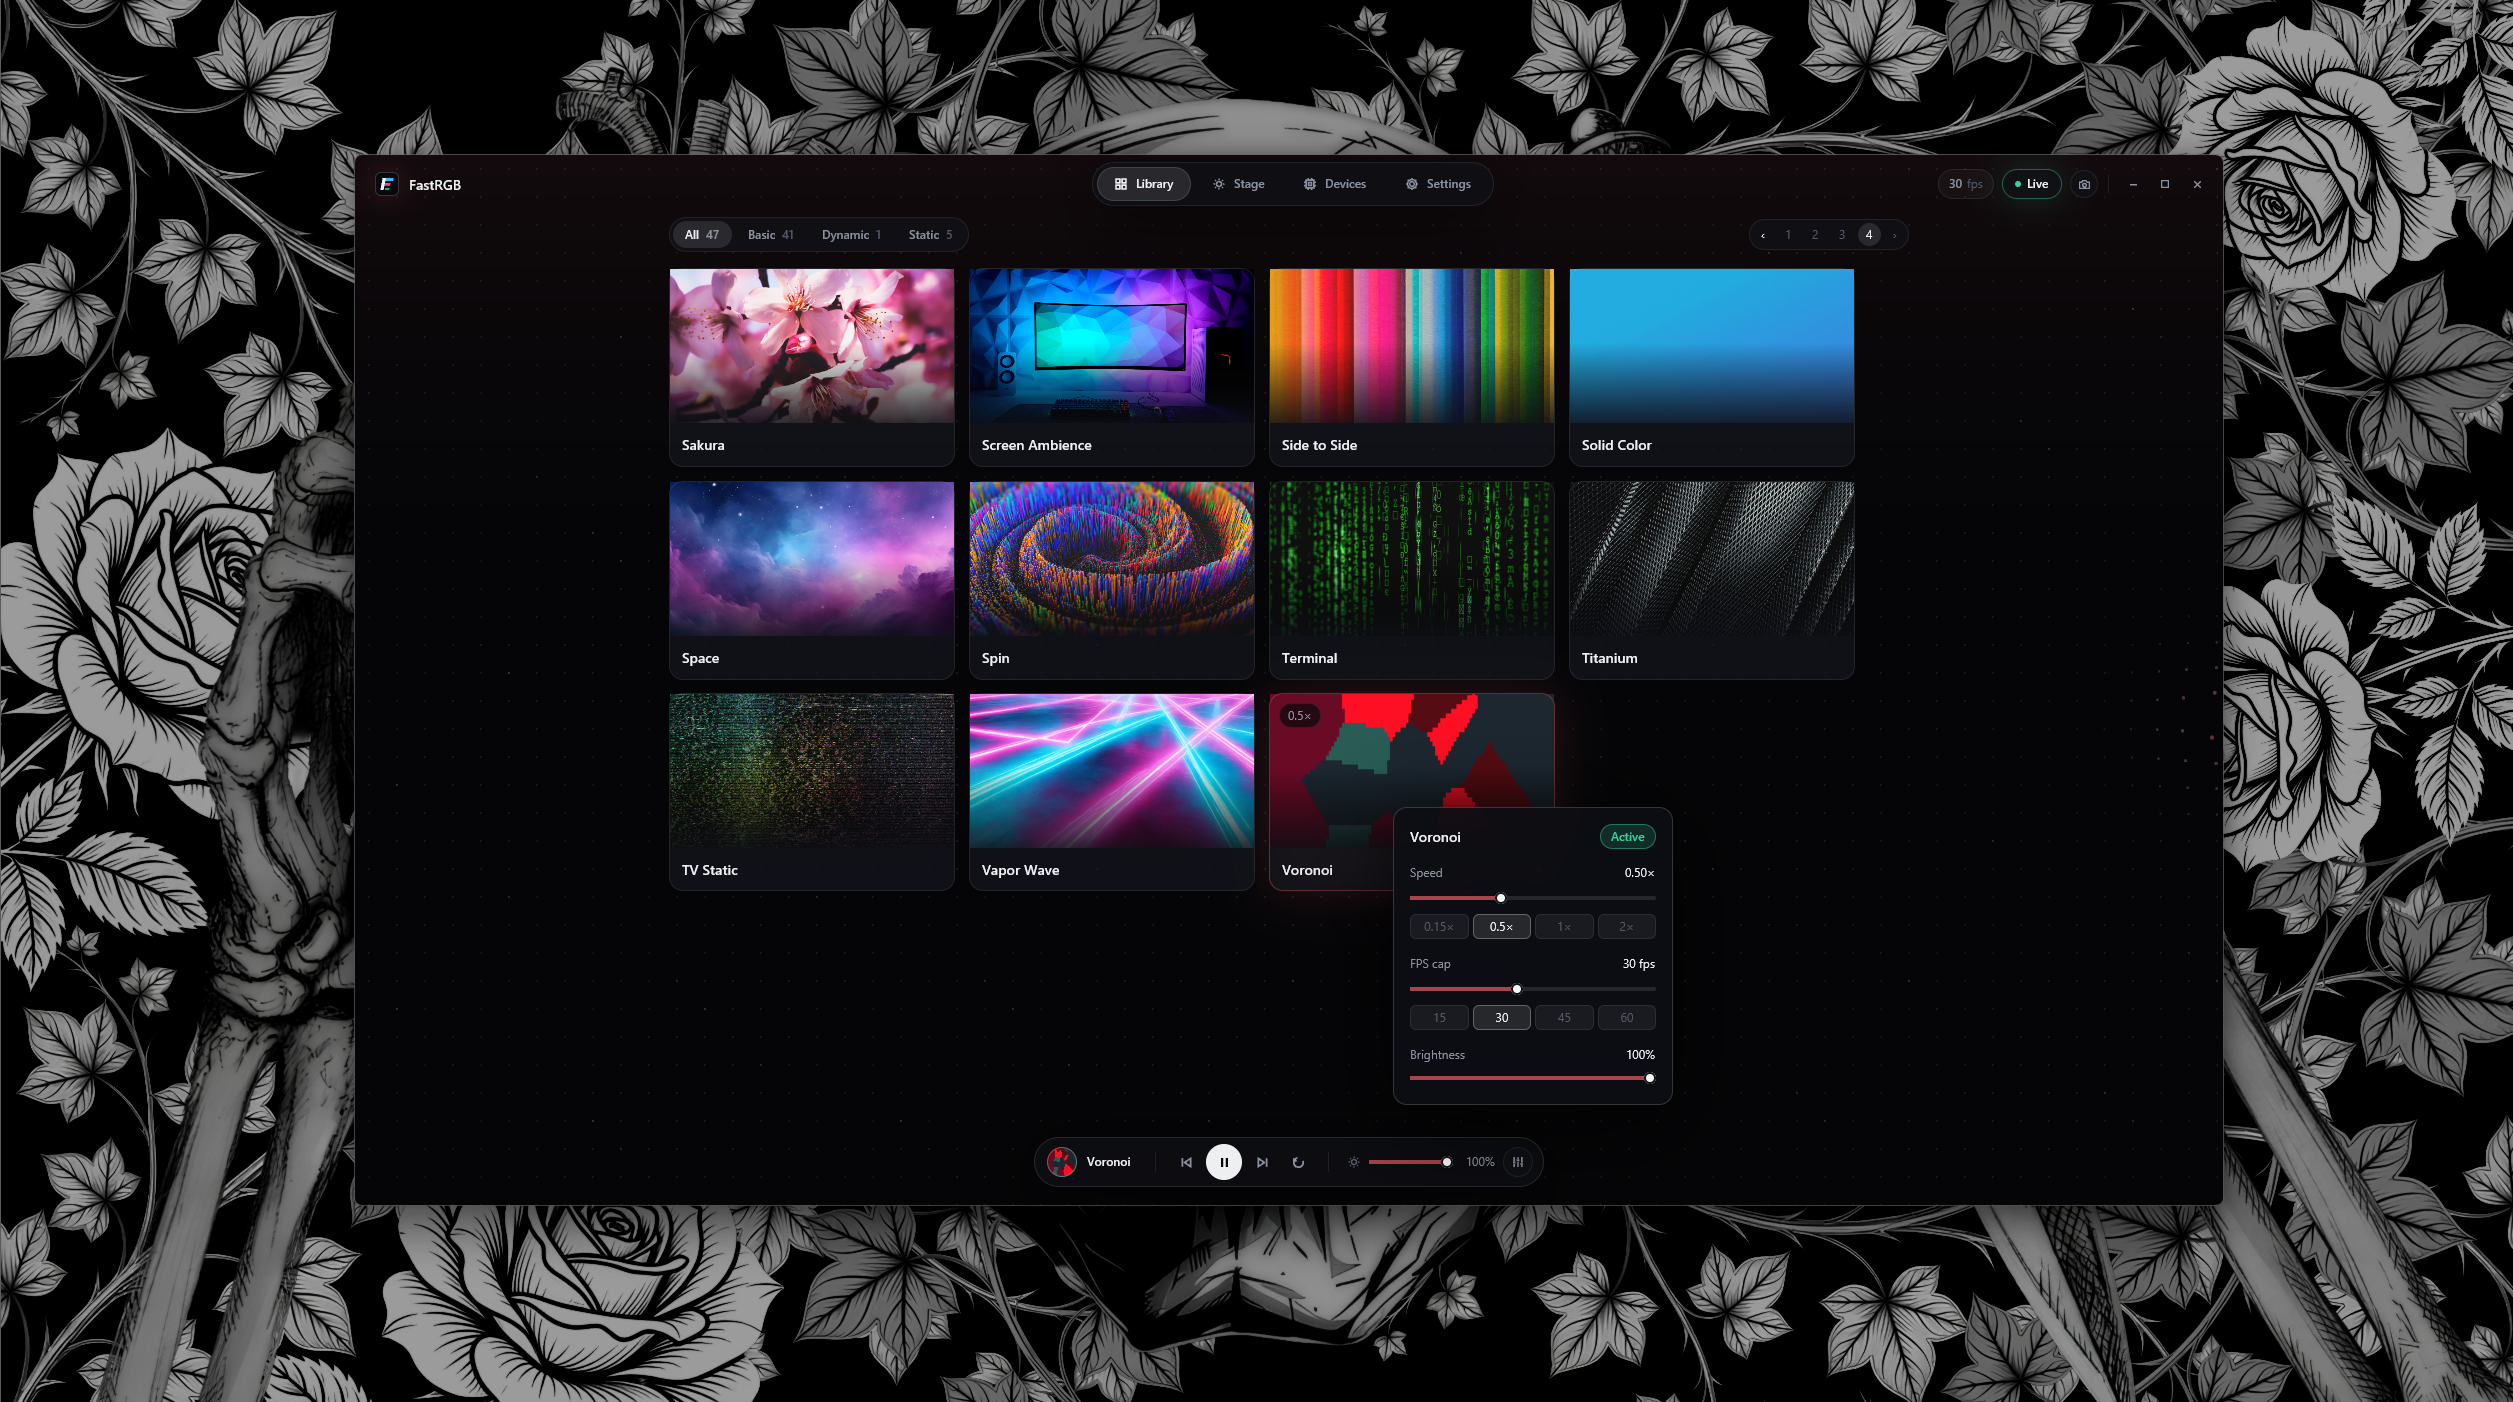 FastRGB
Library
Stage
Devices
Settings
30 fps
Live
All 47
Basic 41
Dynamic 1
Static 5
‹ 1 2 3 4 ›
Sakura
Screen Ambience
Side to Side
Solid Color
Space
Spin
Terminal
Titanium
0.5×
TV Static
Vapor Wave
Voronoi
Voronoi
Active
Speed
0.50×
0.15×
0.5×
1×
2×
FPS cap
30 fps
15
30
45
60
Brightness
100%
Voronoi
100%